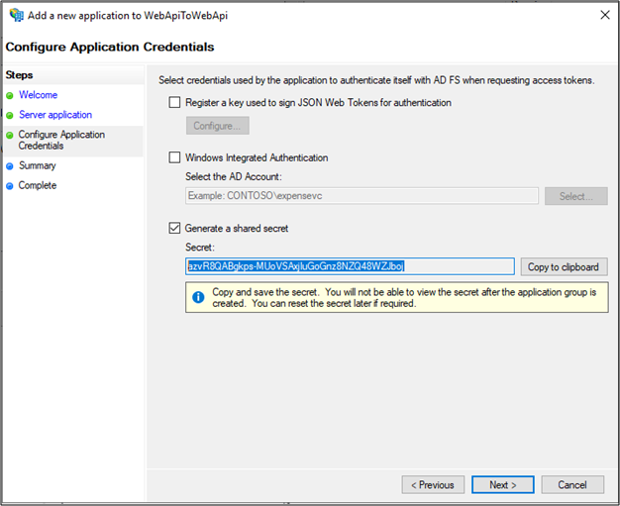 Add a new application to WebApiToWebApi
Configure Application Credentials
Steps
Welcome
Server application
Configure Application
Credentials
Summary
Complete
Select credentials used by the application to authenticate itself with AD FS when requesting access tokens.
Register a key used to sign JSON Web Tokens for authentication
Configure...
Windows Integrated Authentication
Select the AD Account:
Example: CONTOSO\expensevc
Select...
Generate a shared secret
Secret:
azvR8QABgkps-MUoVSAxjluGoGnz8NZQ48WZJboj
Copy to clipboard
Copy and save the secret. You will not be able to view the secret after the application group is
created. You can reset the secret later if required.
< Previous
Next >
Cancel